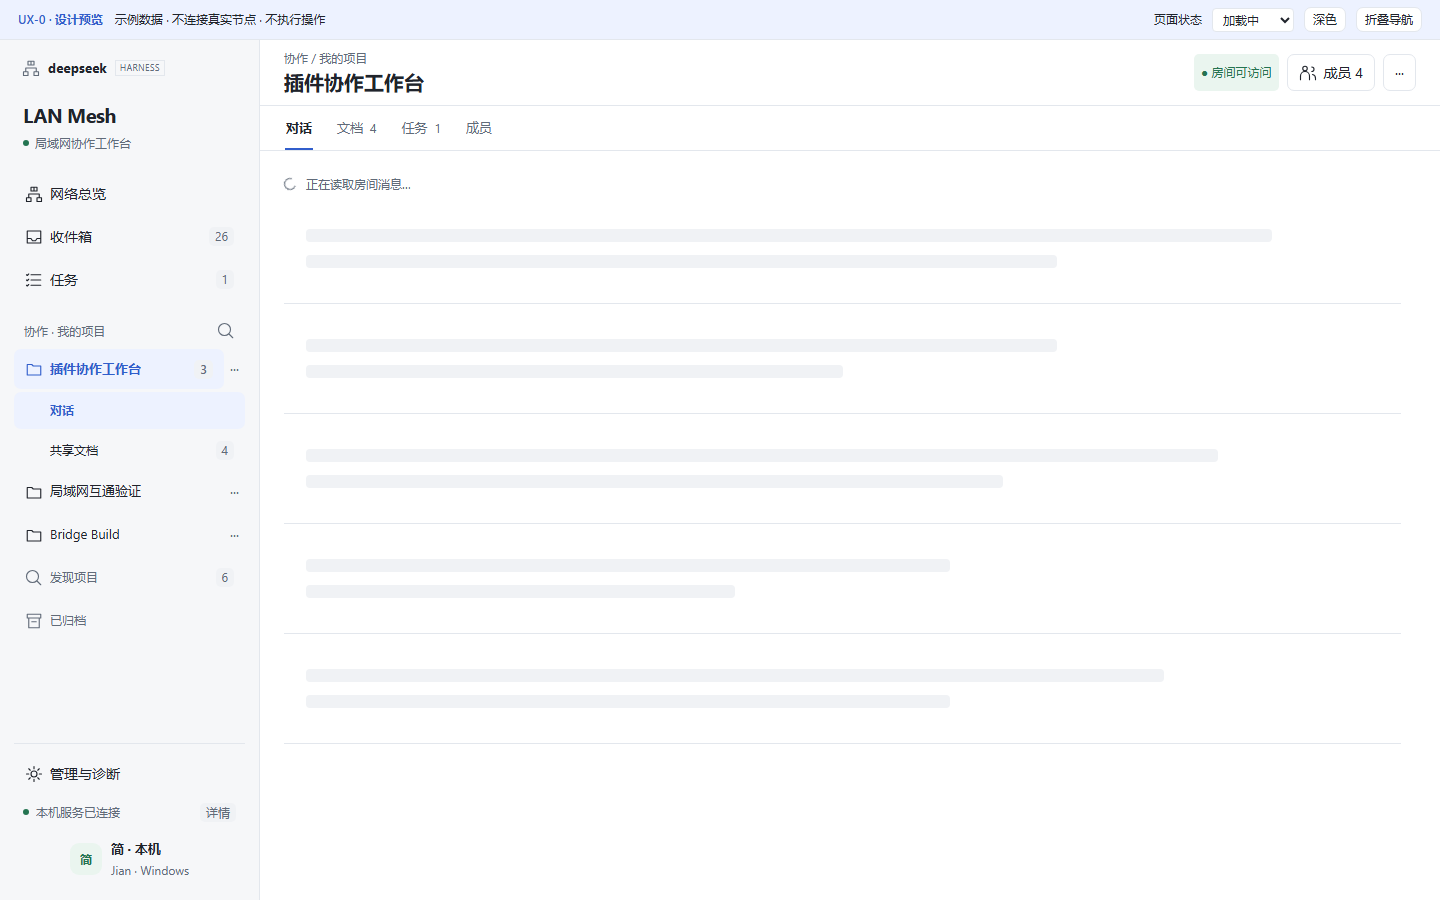 UX-0 · 设计预览 示例数据 · 不连接真实节点 · 不执行操作 页面状态 加载中 深色 折叠导航
deepseek HARNESS
LAN Mesh
局域网协作工作台
网络总览
收件箱 26
任务 1
协作 · 我的项目
插件协作工作台 3 ...
对话
共享文档 4
局域网互通验证 ...
Bridge Build ...
发现项目 6
已归档
管理与诊断
本机服务已连接 详情
简 简 · 本机
Jian · Windows
协作 / 我的项目
插件协作工作台
房间可访问 成员 4 ...
对话 文档 4 任务 1 成员
正在读取房间消息...